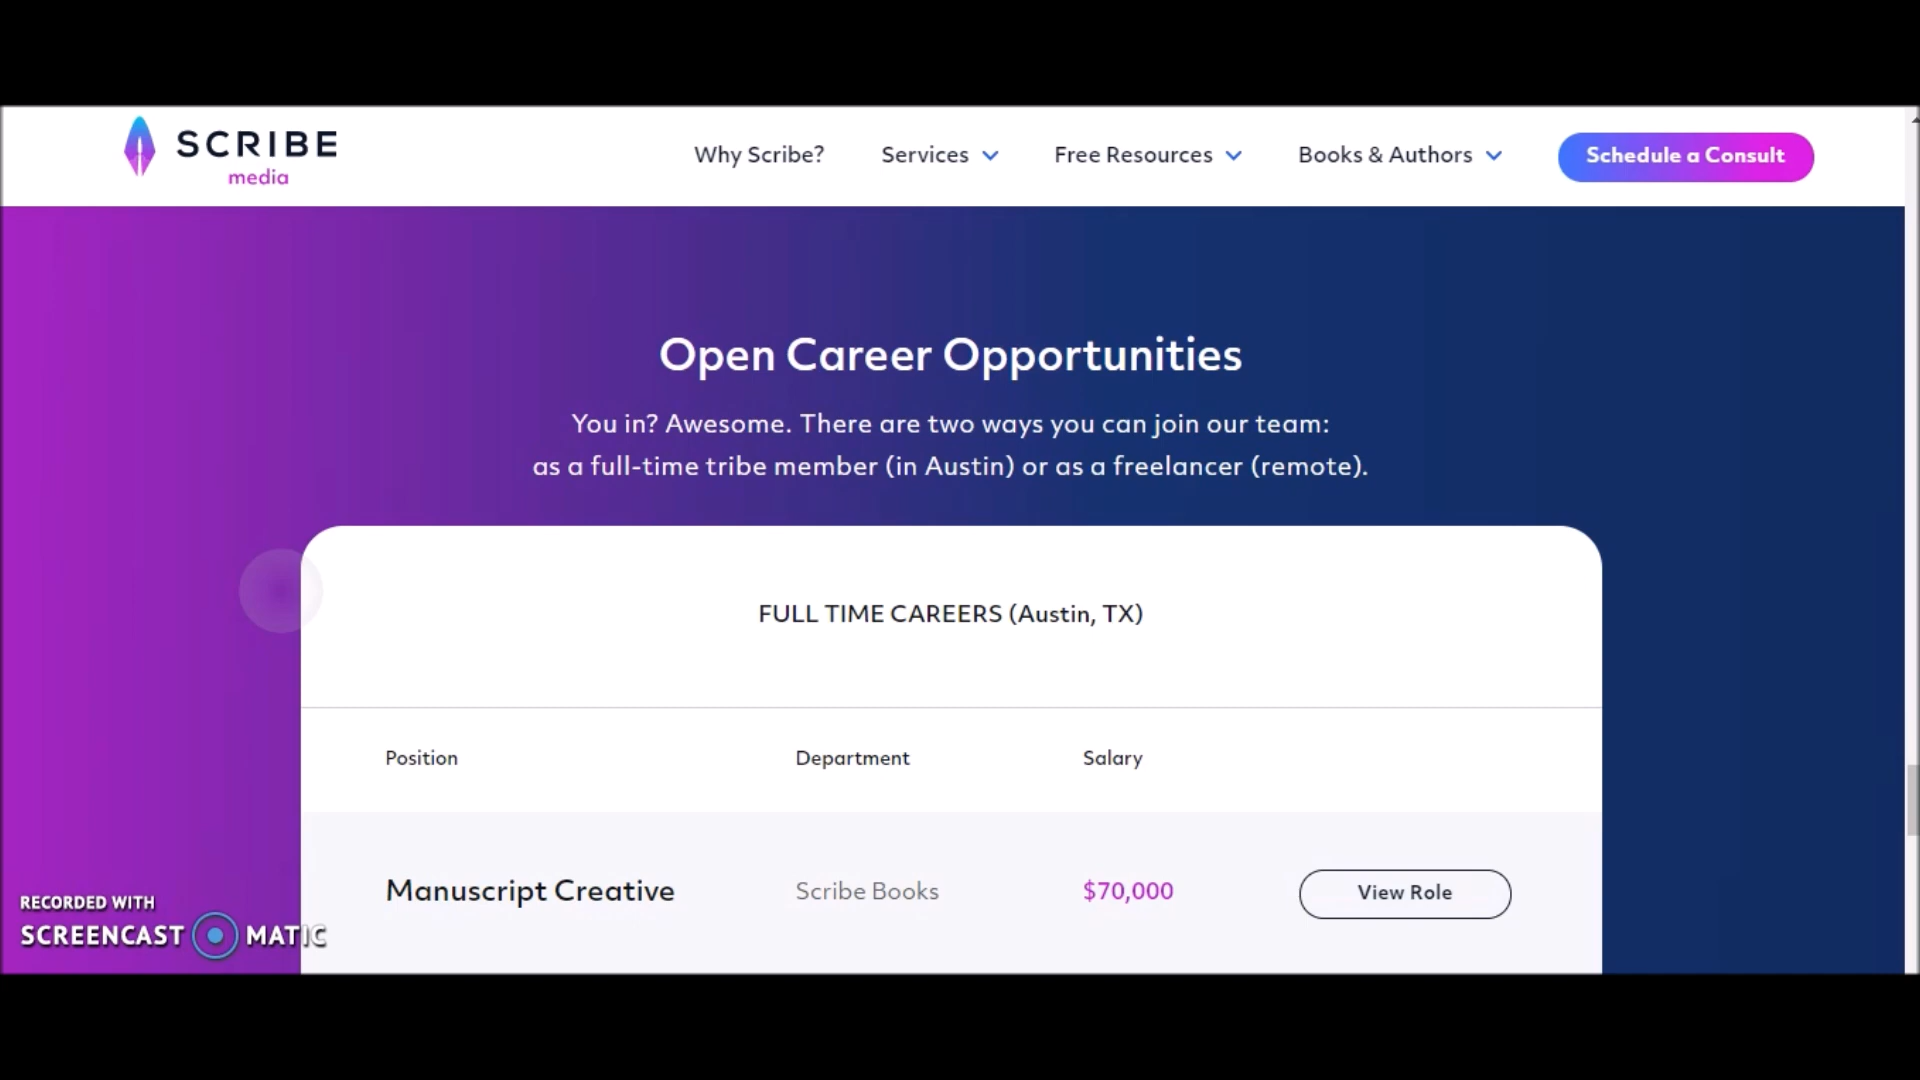 SCRIBE
media
Why Scribe?
Services
Free Resources
Books & Authors
Schedule a Consult
Open Career Opportunities
You in? Awesome. There are two ways you can join our team:
as a full-time tribe member (in Austin) or as a freelancer (remote).
FULL TIME CAREERS (Austin, TX)
Position
Department
Salary
Manuscript Creative
Scribe Books
$70,000
View Role
RECORDED WITH
SCREENCAST MATIC